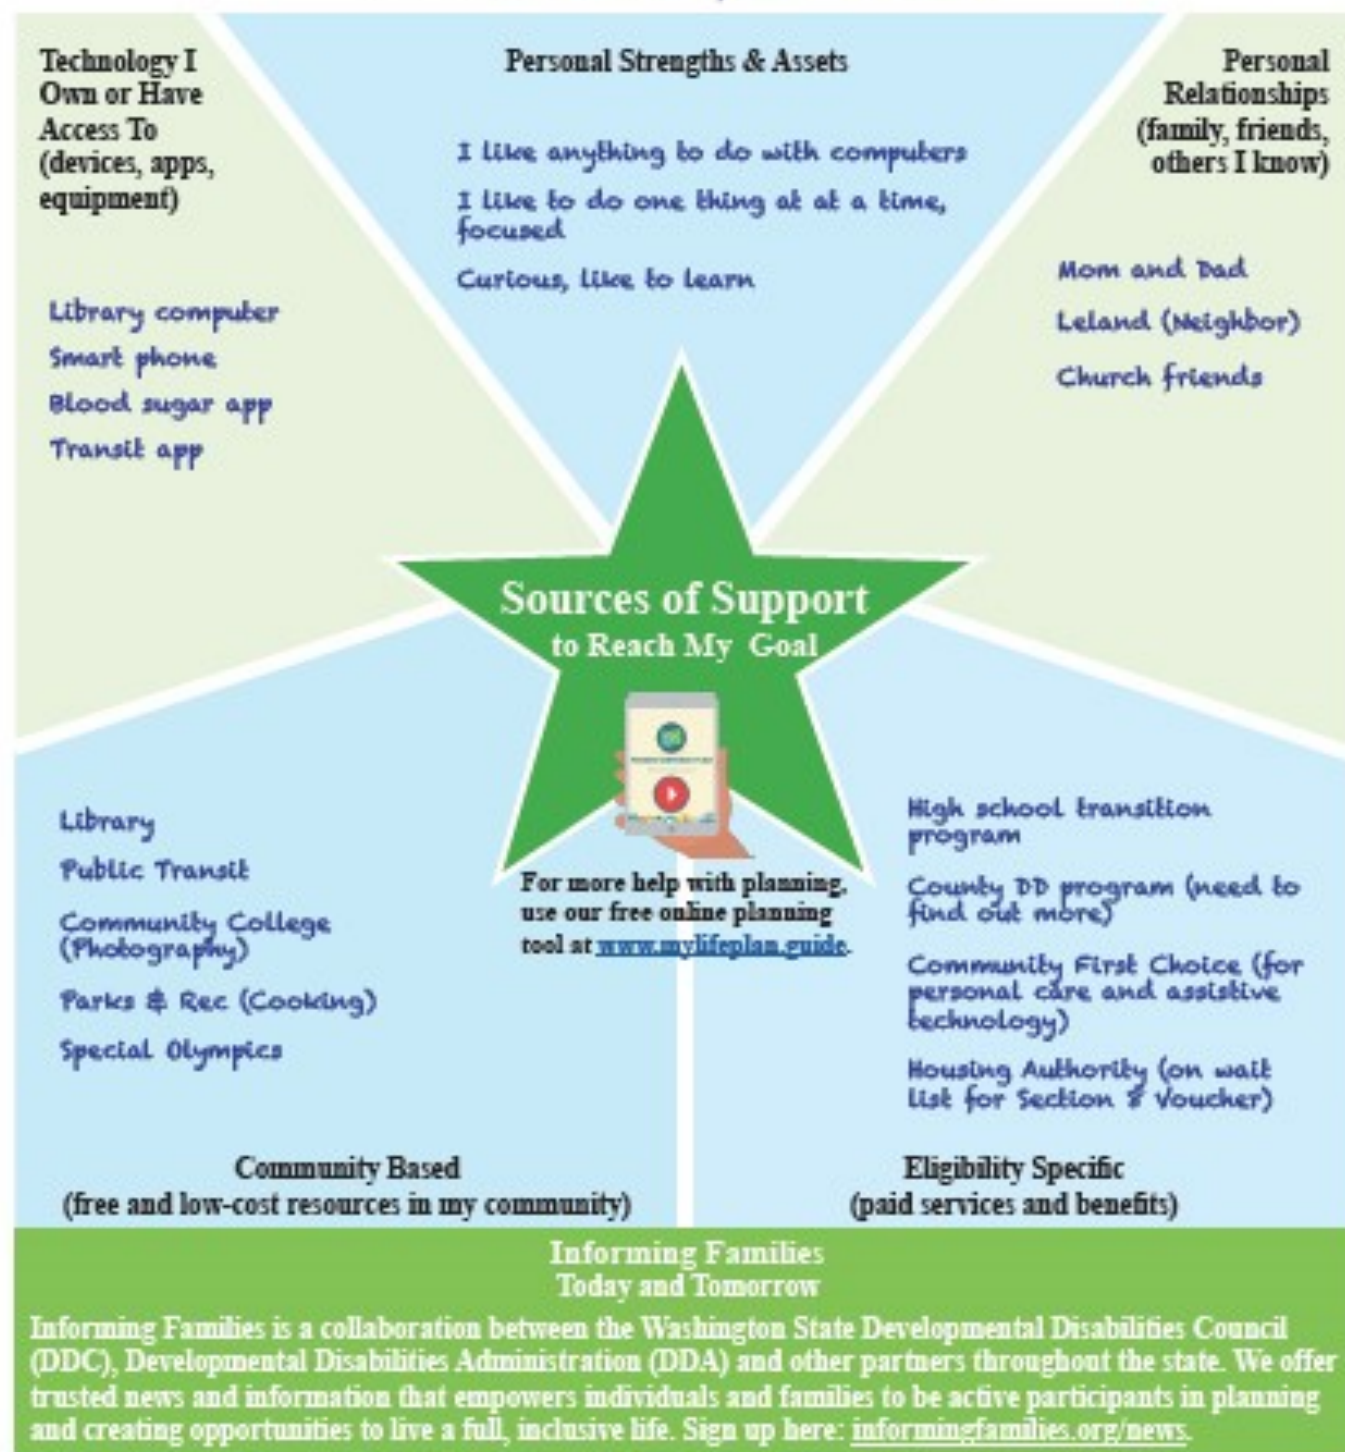 Technology I
Own or Have
Access To
(devices, apps,
equipment)
Library computer
Smart phone
Blood sugar app
Transit app
Personal Strengths & Assets
I like anything to do with computers
I like to do one thing at at a time,
focused
Curious, like to learn
Personal
Relationships
(family, friends,
others I know)
Mom and Dad
Leland (Neighbor)
Church friends
Sources of Support
to Reach My Goal
For more help with planning,
use our free online planning
tool at www.mylifeplan.guide.
Library
Public Transit
Community College
(Photography)
Parks & Rec (Cooking)
Special Olympics
Community Based
(free and low-cost resources in my community)
High school transition
program
County DD program (need to
find out more)
Community First Choice (for
personal care and assistive
technology)
Housing Authority (on wait
list for Section 8 Voucher)
Eligibility Specific
(paid services and benefits)
Informing Families
Today and Tomorrow
Informing Families is a collaboration between the Washington State Developmental Disabilities Council
(DDC), Developmental Disabilities Administration (DDA) and other partners throughout the state. We offer
trusted news and information that empowers individuals and families to be active participants in planning
and creating opportunities to live a full, inclusive life. Sign up here: informingfamilies.org/news.